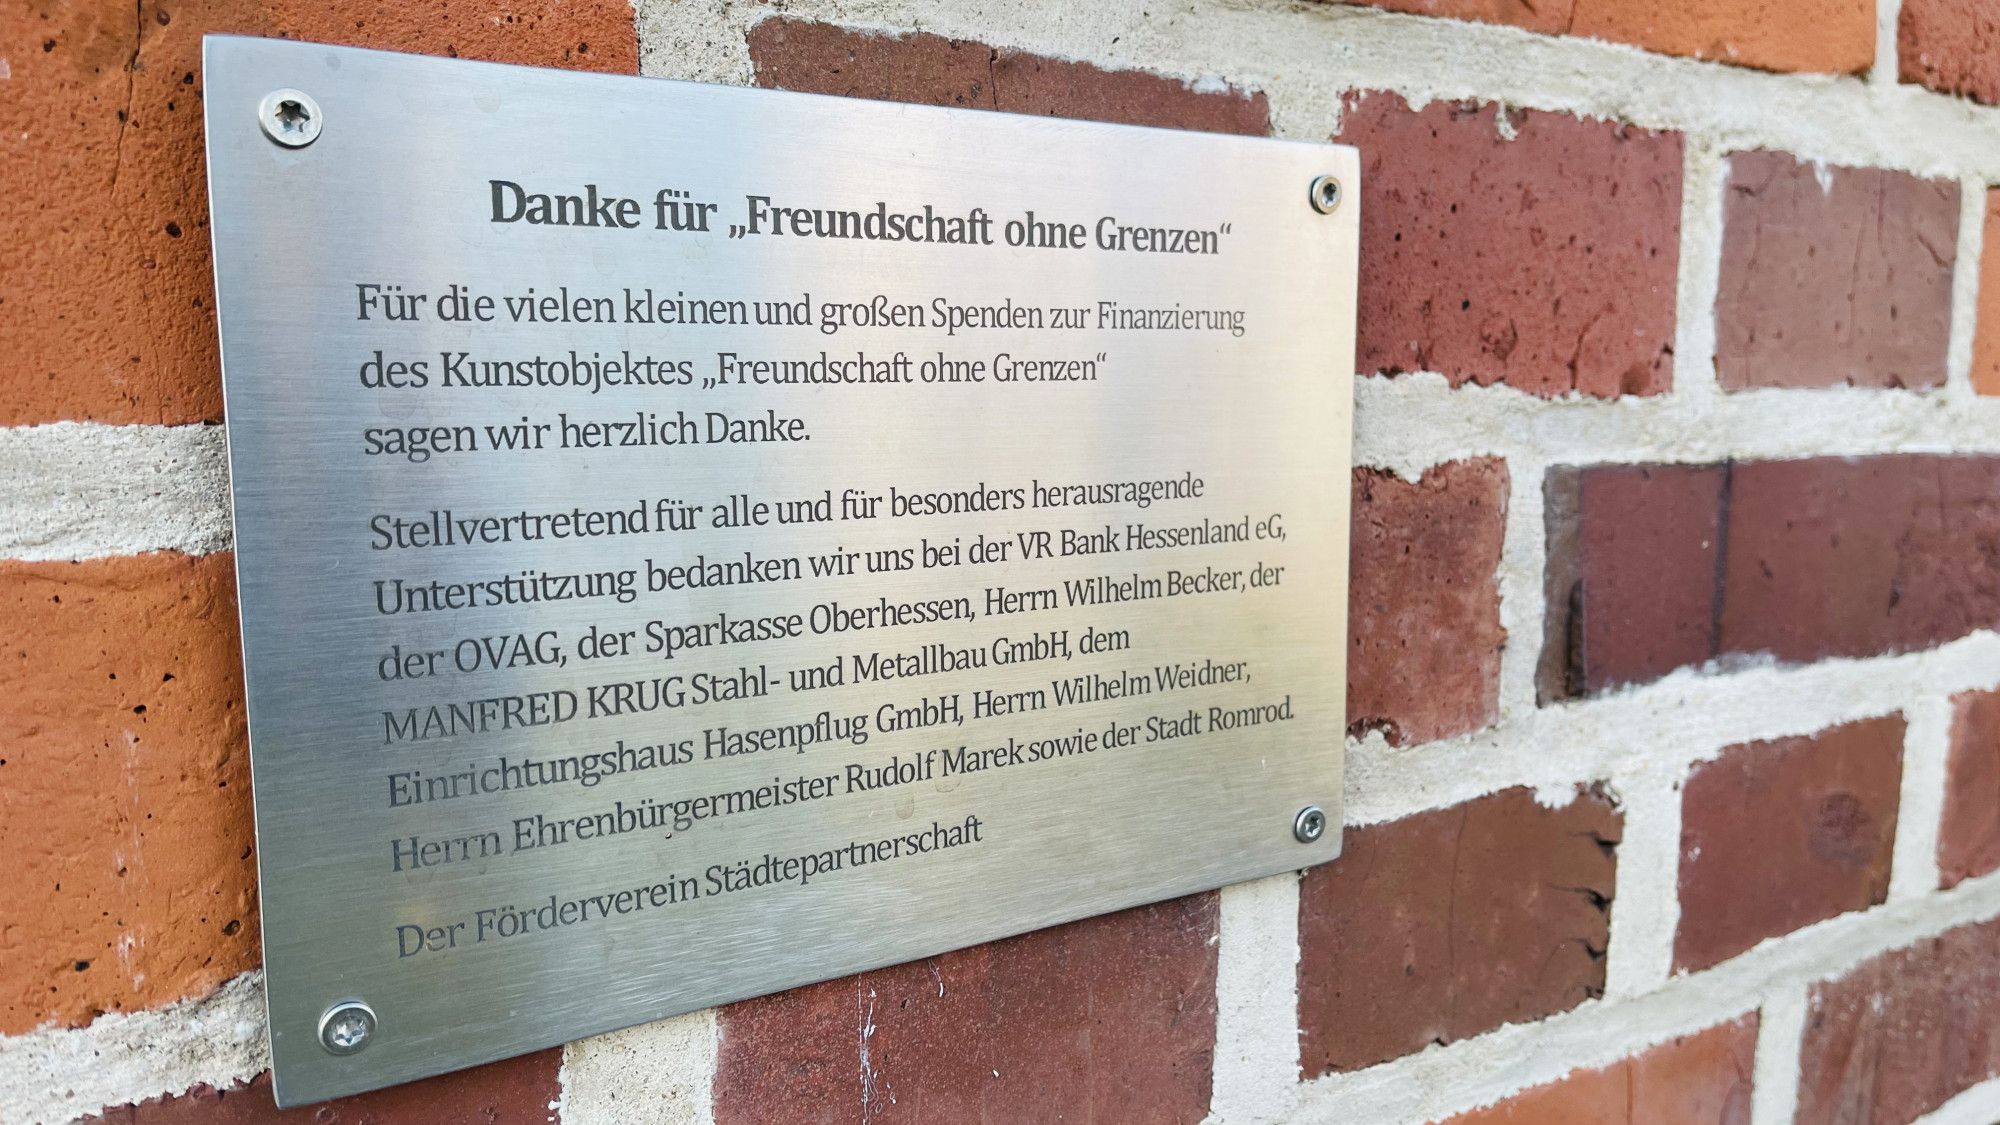 Danke für „Freundschaft ohne Grenzen“
Für die vielen kleinen und großen Spenden zur Finanzierung
des Kunstobjektes „Freundschaft ohne Grenzen“
sagen wir herzlich Danke.
Stellvertretend für alle und für besonders herausragende
Unterstützung bedanken wir uns bei der VR Bank Hessenland eG,
der OVAG, der Sparkasse Oberhessen, Herrn Wilhelm Becker, der
MANFRED KRUG Stahl- und Metallbau GmbH, dem
Einrichtungshaus Hasenpflug GmbH, Herrn Wilhelm Weidner,
Herrn Ehrenbürgermeister Rudolf Marek sowie der Stadt Romrod.
Der Förderverein Städtepartnerschaft